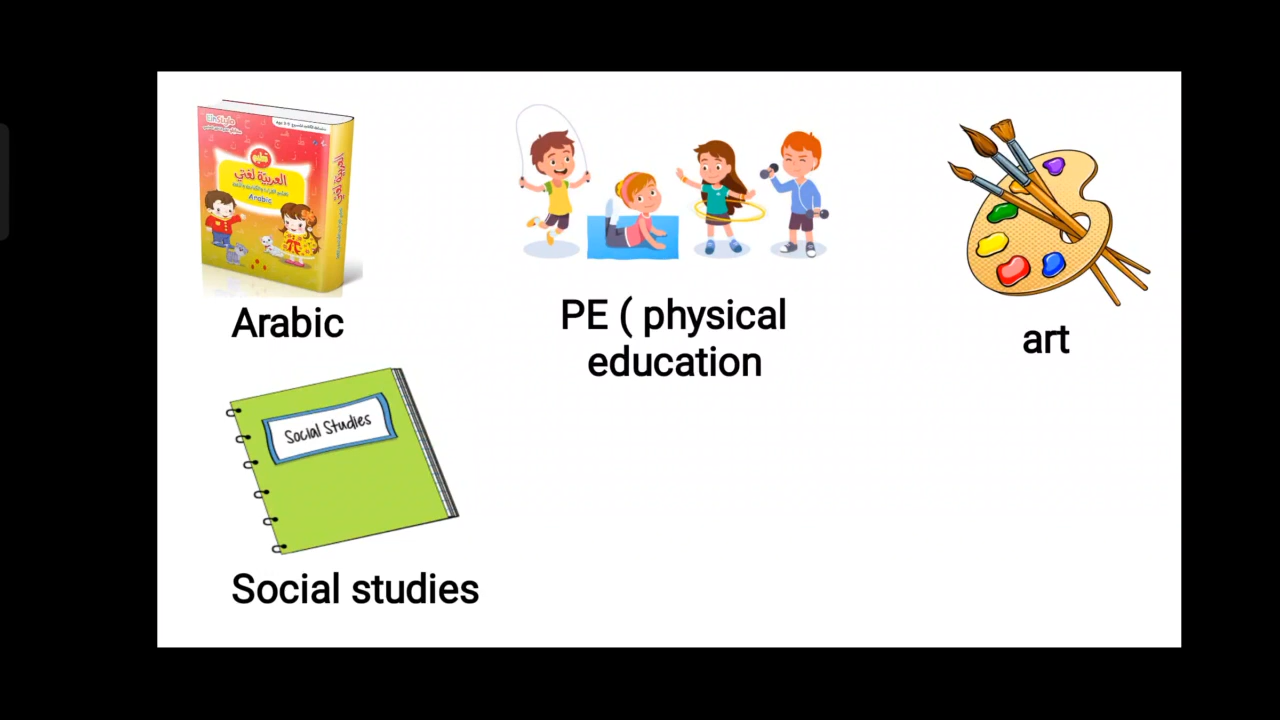 العربية لغتي
Arabic
Arabic
PE ( physical
education
art
Social Studies
Social studies